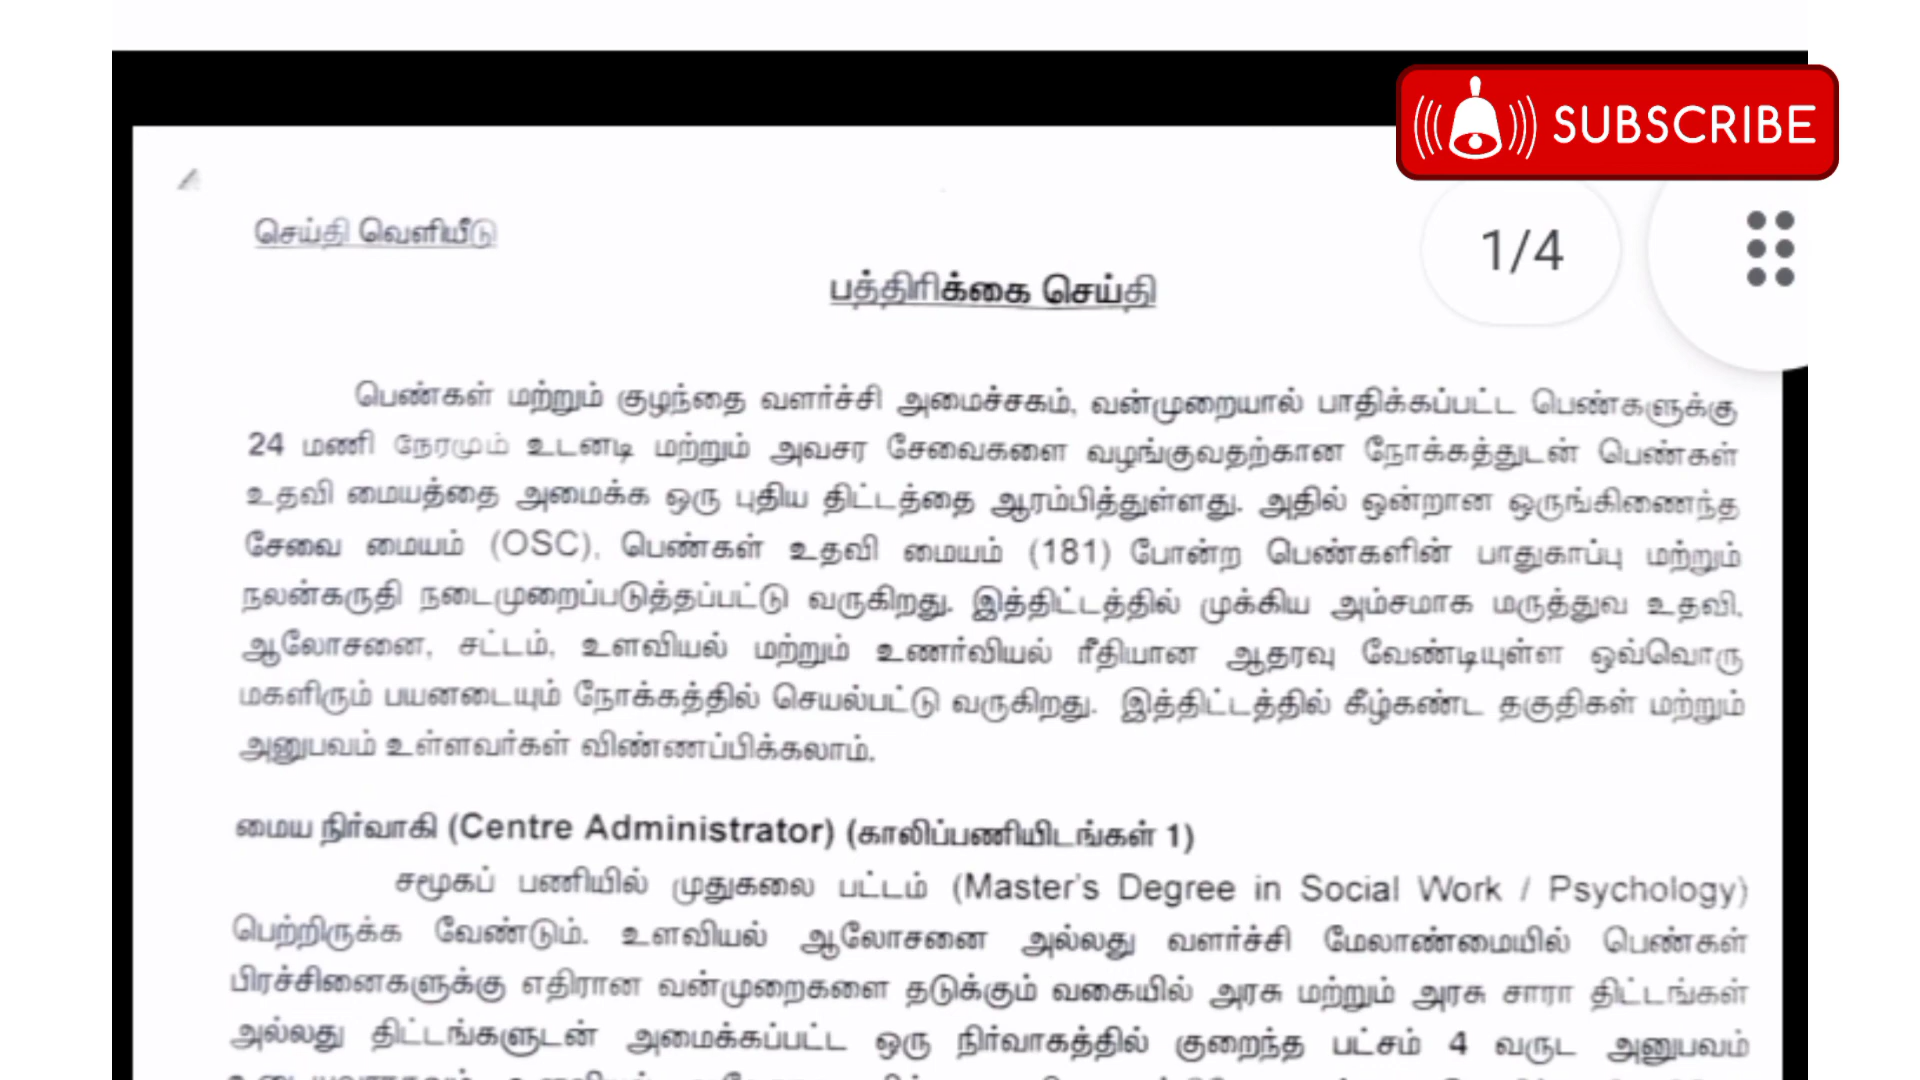 SUBSCRIBE
1/4
செய்தி வெளியீடு
பத்திரிக்கை செய்தி
பெண்கள் மற்றும் குழந்தை வளர்ச்சி அமைச்சகம், வன்முறையால் பாதிக்கப்பட்ட பெண்களுக்கு
24 மணி நேரமும் உடனடி மற்றும் அவசர சேவைகளை வழங்குவதற்கான நோக்கத்துடன் பெண்கள்
உதவி மையத்தை அமைக்க ஒரு புதிய திட்டத்தை ஆரம்பித்துள்ளது. அதில் ஒன்றான ஒருங்கிணைந்த
சேவை மையம் (OSC), பெண்கள் உதவி மையம் (181) போன்ற பெண்களின் பாதுகாப்பு மற்றும்
நலன்கருதி நடைமுறைப்படுத்தப்பட்டு வருகிறது. இத்திட்டத்தில் முக்கிய அம்சமாக மருத்துவ உதவி,
ஆலோசனை, சட்டம், உளவியல் மற்றும் உணர்வியல் ரீதியான ஆதரவு வேண்டியுள்ள ஒவ்வொரு
மகளிரும் பயனடையும் நோக்கத்தில் செயல்பட்டு வருகிறது. இத்திட்டத்தில் கீழ்கண்ட தகுதிகள் மற்றும்
அனுபவம் உள்ளவர்கள் விண்ணப்பிக்கலாம்.
மைய நிர்வாகி (Centre Administrator) (காலிப்பணியிடங்கள் 1)
சமூகப் பணியில் முதுகலை பட்டம் (Master's Degree in Social Work / Psychology)
பெற்றிருக்க வேண்டும். உளவியல் ஆலோசனை அல்லது வளர்ச்சி மேலாண்மையில் பெண்கள்
பிரச்சினைகளுக்கு எதிரான வன்முறைகளை தடுக்கும் வகையில் அரசு மற்றும் அரசு சாரா திட்டங்கள்
அல்லது திட்டங்களுடன் அமைக்கப்பட்ட ஒரு நிர்வாகத்தில் குறைந்த பட்சம் 4 வருட அனுபவம்